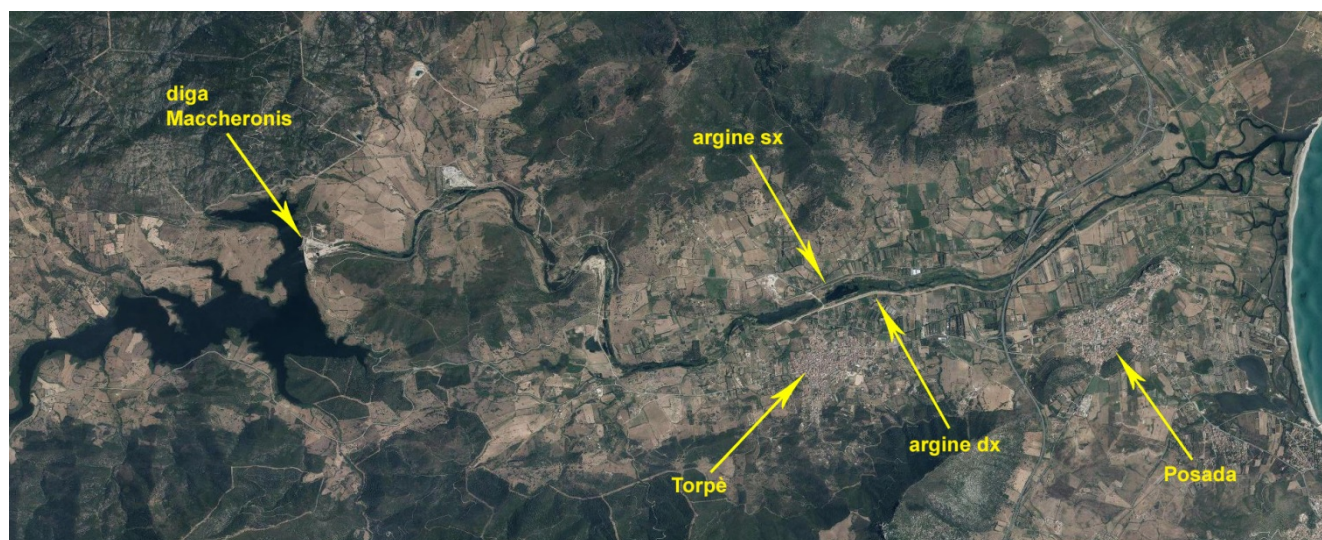 diga
Maccheronis
argine sx
argine dx
Torpè
Posada